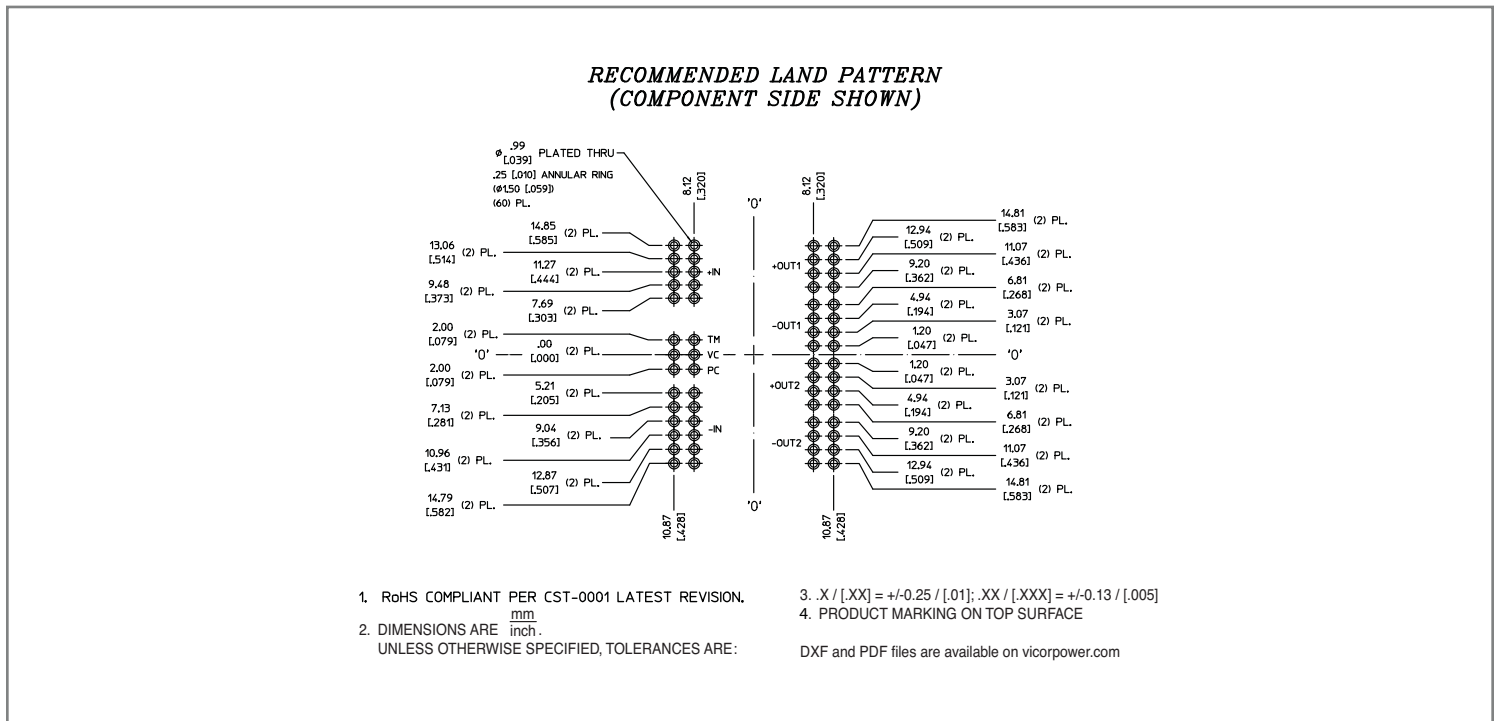 RECOMMENDED LAND PATTERN
(COMPONENT SIDE SHOWN)
ø .99 [.039] PLATED THRU
.25 [.010] ANNULAR RING
(ø1.50 [.059])
(60) PL.
8.12 [.320]
8.12 [.320]
'0'
14.85 [.585] (2) PL.
13.06 [.514] (2) PL.
11.27 [.444] (2) PL.
9.48 [.373] (2) PL.
7.69 [.303] (2) PL.
2.00 [.079] (2) PL.
'0' .00 [.000] (2) PL.
2.00 [.079] (2) PL.
5.21 [.205] (2) PL.
7.13 [.281] (2) PL.
9.04 [.356] (2) PL.
10.96 [.431] (2) PL.
12.87 [.507] (2) PL.
14.79 [.582] (2) PL.
+IN
TM
VC
PC
-IN
+OUT1
-OUT1
+OUT2
-OUT2
14.81 [.583] (2) PL.
12.94 [.509] (2) PL.
11.07 [.436] (2) PL.
9.20 [.362] (2) PL.
6.81 [.268] (2) PL.
4.94 [.194] (2) PL.
3.07 [.121] (2) PL.
1.20 [.047] (2) PL.
'0'
1.20 [.047] (2) PL.
3.07 [.121] (2) PL.
4.94 [.194] (2) PL.
6.81 [.268] (2) PL.
9.20 [.362] (2) PL.
11.07 [.436] (2) PL.
12.94 [.509] (2) PL.
14.81 [.583] (2) PL.
'0'
10.87 [.428]
10.87 [.428]
1. RoHS COMPLIANT PER CST-0001 LATEST REVISION.
2. DIMENSIONS ARE mm/inch.
UNLESS OTHERWISE SPECIFIED, TOLERANCES ARE:
3. .X / [.XX] = +/-0.25 / [.01]; .XX / [.XXX] = +/-0.13 / [.005]
4. PRODUCT MARKING ON TOP SURFACE
DXF and PDF files are available on vicorpower.com